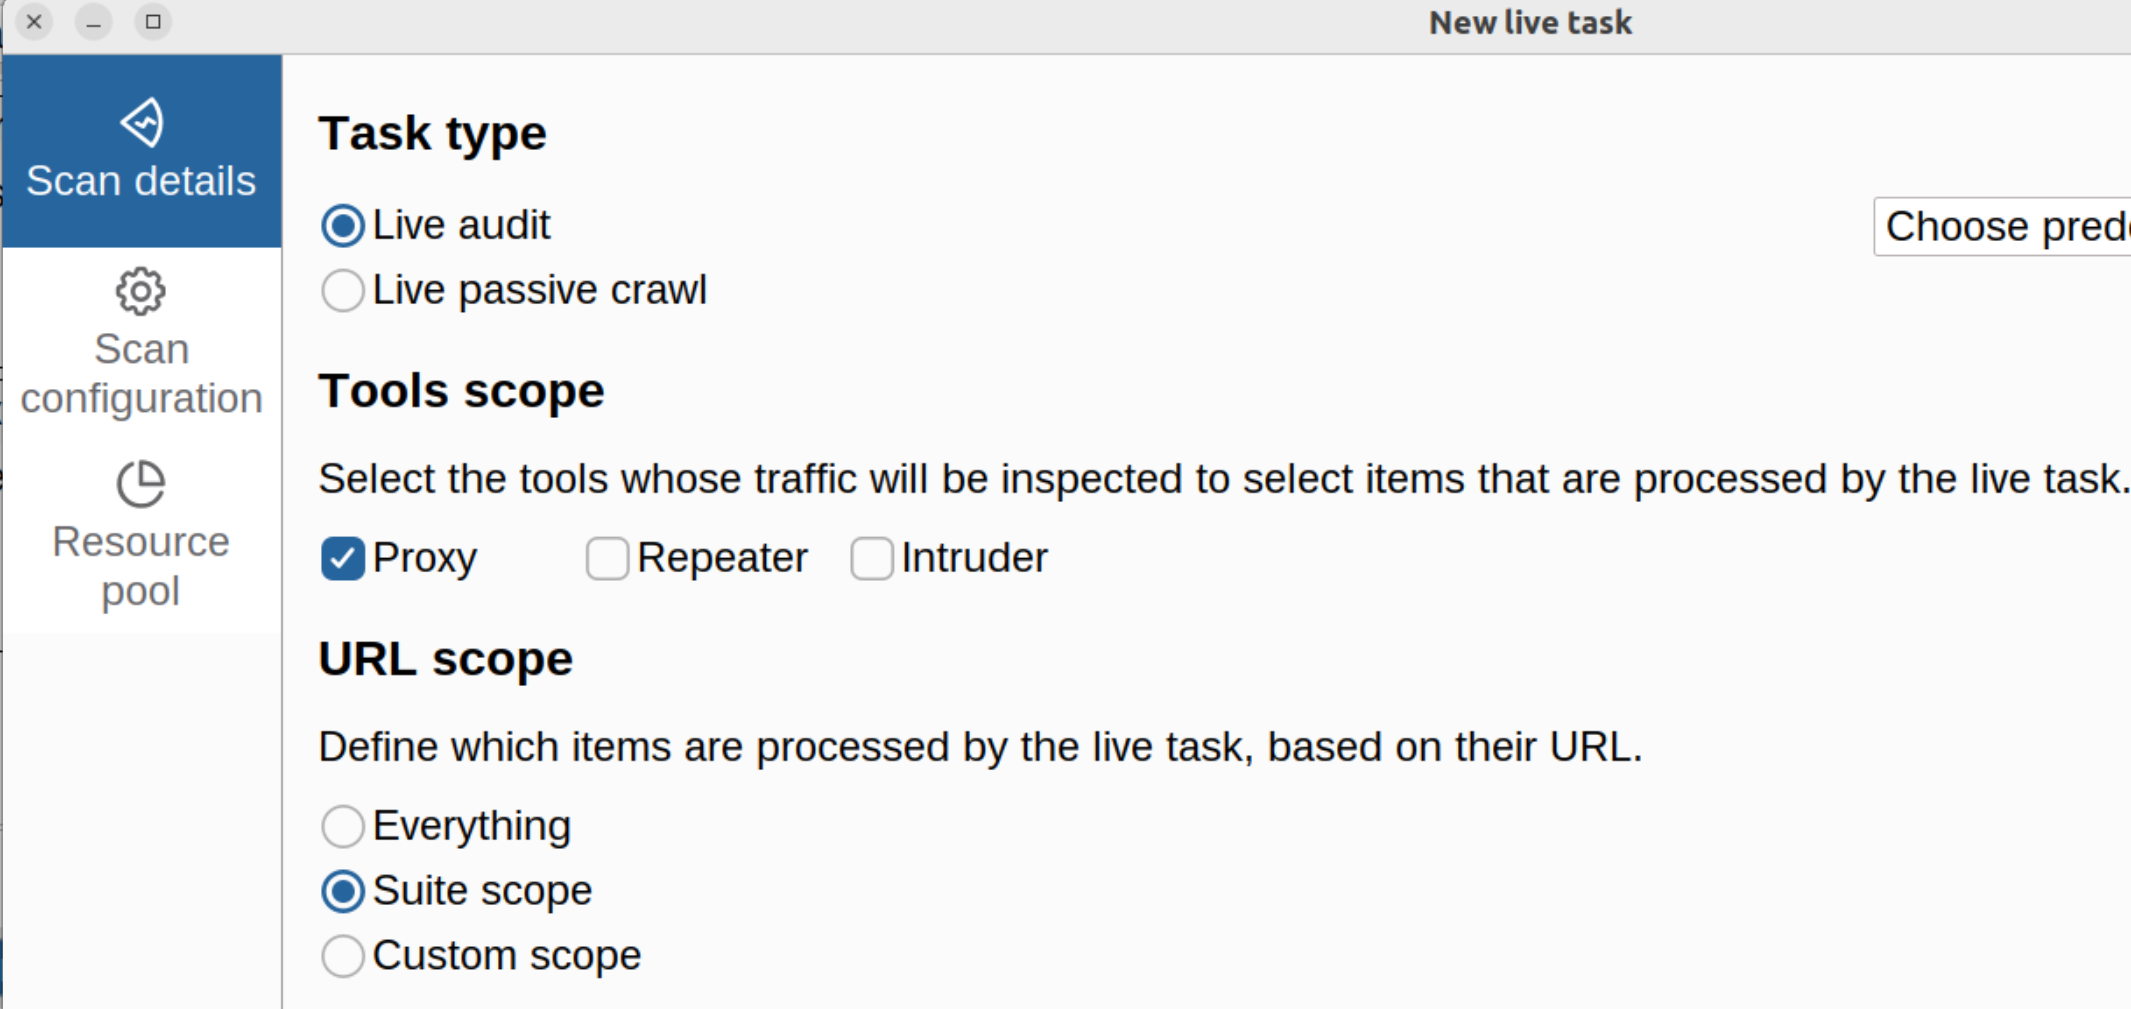 New live task
Scan details
Scan
configuration
Resource
pool
Task type
Live audit
Choose
Live passive crawl
Tools scope
Select the tools whose traffic will be inspected to select items that are processed by the live task.
Proxy Repeater Intruder
URL scope
Define which items are processed by the live task, based on their URL.
Everything
Suite scope
Custom scope